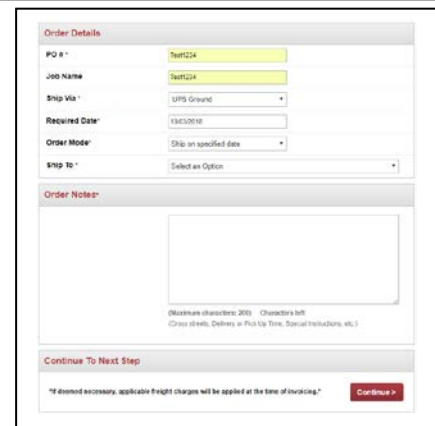 Order Details
PO # *
Test1234
Job Name
Test1234
Ship Via *
UPS Ground
Required Date*
Order Mode*
Ship on specified date
Ship To *
Select an Option
Order Notes*
(Maximum characters: 200) Characters left
(Cross streets, Delivery or Pick Up Time, Special Instructions, etc.)
Continue To Next Step
*If deemed necessary, applicable freight charges will be applied at the time of invoicing.*
Continue >